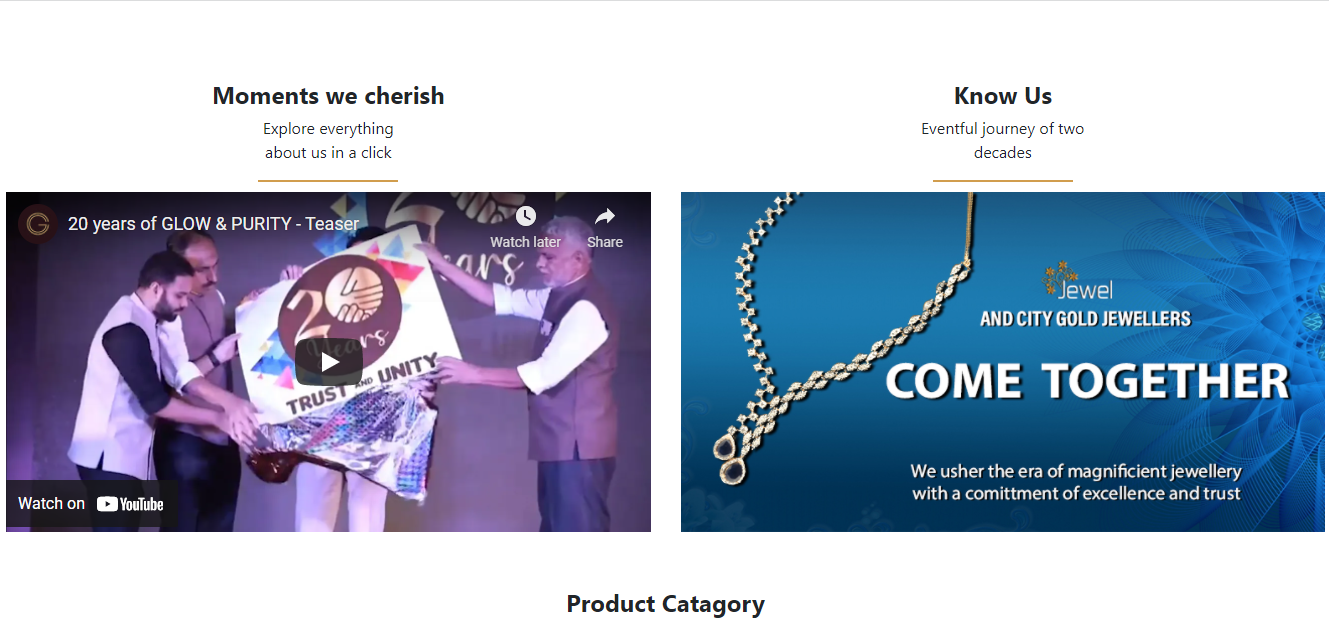 Moments we cherish
Explore everything
about us in a click
20 years of GLOW & PURITY - Teaser
Watch later
Share
20
Years
TRUST AND UNITY
Watch on YouTube
Know Us
Eventful journey of two
decades
Jewel
AND CITY GOLD JEWELLERS
COME TOGETHER
We usher the era of magnificient jewellery
with a comittment of excellence and trust
Product Catagory